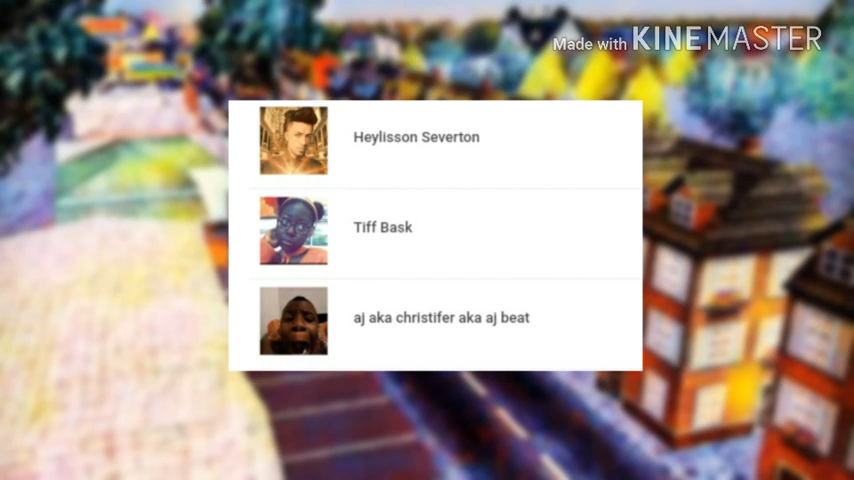 Made with KINEMASTER
Heylisson Severton
Tiff Bask
aj aka christifer aka aj beat